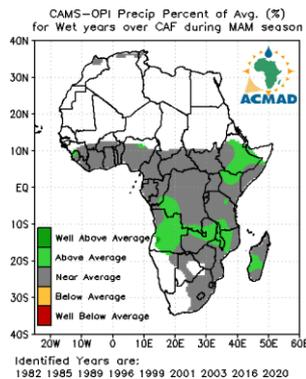 CAMS-OPI Precip Percent of Avg. (%)
for Wet years over CAF during MAM season
40N
30N
20N
10N
EQ
10S
20S
30S
40S
ACMAD
Well Above Average
Above Average
Near Average
Below Average
Well Below Average
20W 10W 0 10E 20E 30E 40E 50E 60E
Identified Years are:
1982 1985 1989 1996 1999 2001 2003 2016 2020